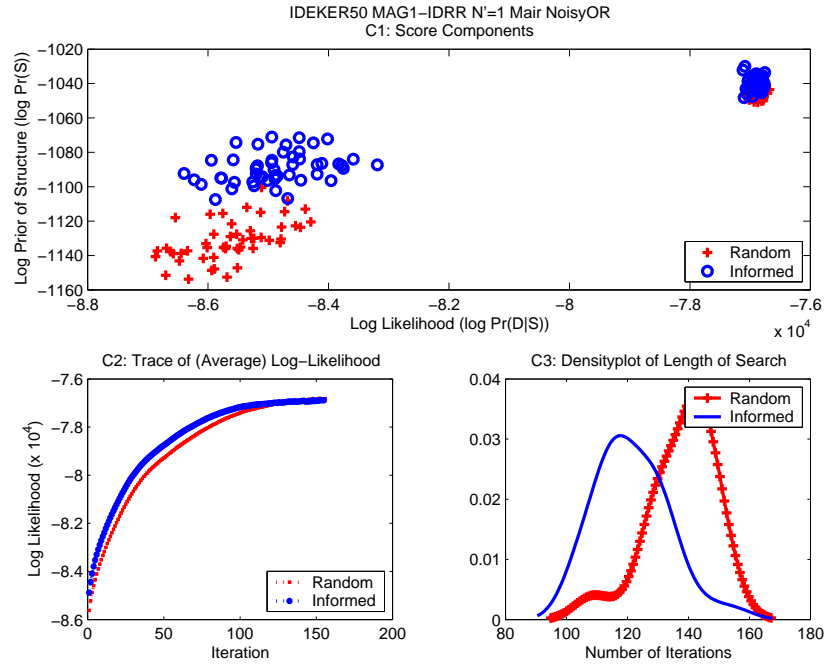 IDEKER50 MAG1−IDRR N'=1 Mair NoisyOR
C1: Score Components
Log Prior of Structure (log Pr(S))
−1020
−1040
−1060
−1080
−1100
−1120
−1140
−1160
Random
Informed
−8.8 −8.6 −8.4 −8.2 −8 −7.8 −7.6
Log Likelihood (log Pr(D|S))
x 10^4
C2: Trace of (Average) Log−Likelihood
Log Likelihood (x 10^4)
−7.6
−7.8
−8
−8.2
−8.4
−8.6
Random
Informed
0 50 100 150 200
Iteration
C3: Densityplot of Length of Search
0.04
0.03
0.02
0.01
0
Random
Informed
80 100 120 140 160 180
Number of Iterations